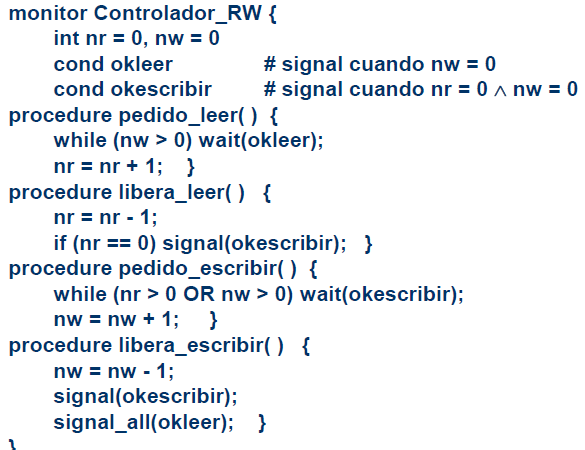 monitor Controlador_RW {
int nr = 0, nw = 0
cond okleer # signal cuando nw = 0
cond okescribir # signal cuando nr = 0 ∧ nw = 0
procedure pedido_leer( ) {
while (nw > 0) wait(okleer);
nr = nr + 1; }
procedure libera_leer( ) {
nr = nr - 1;
if (nr == 0) signal(okescribir); }
procedure pedido_escribir( ) {
while (nr > 0 OR nw > 0) wait(okescribir);
nw = nw + 1; }
procedure libera_escribir( ) {
nw = nw - 1;
signal(okescribir);
signal_all(okleer); }
}